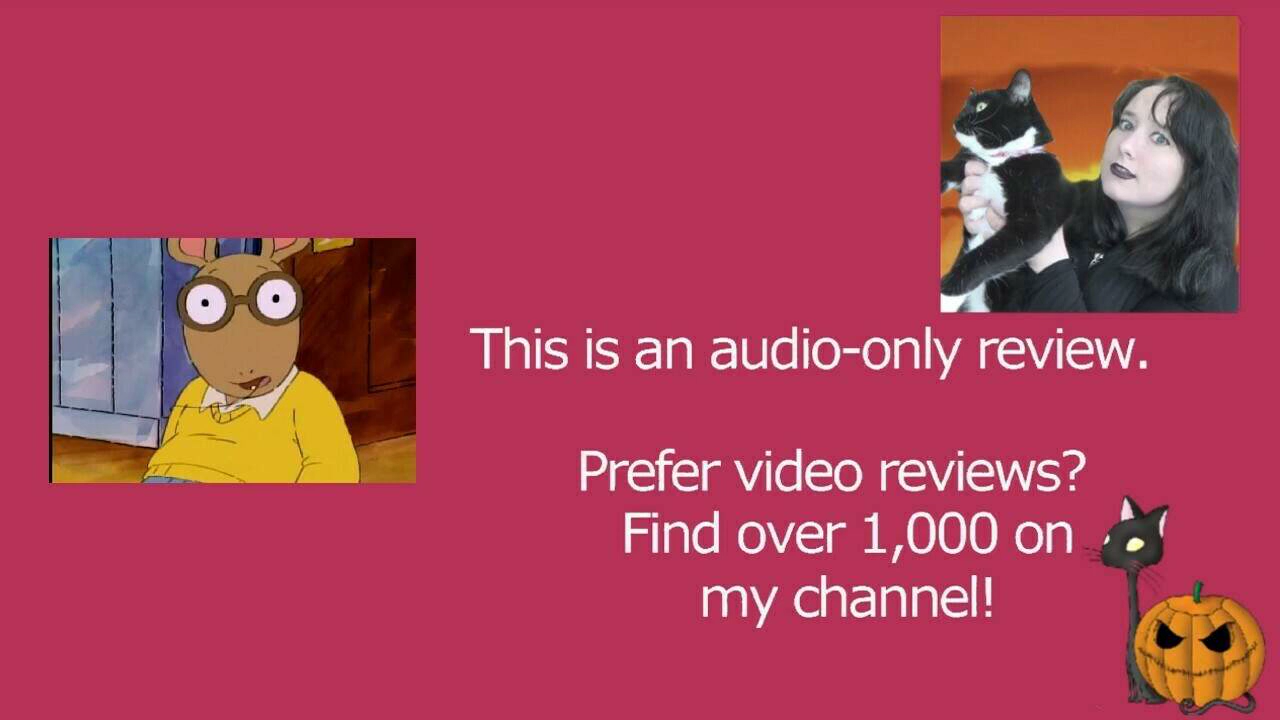 This is an audio-only review.
Prefer video reviews?
Find over 1,000 on
my channel!